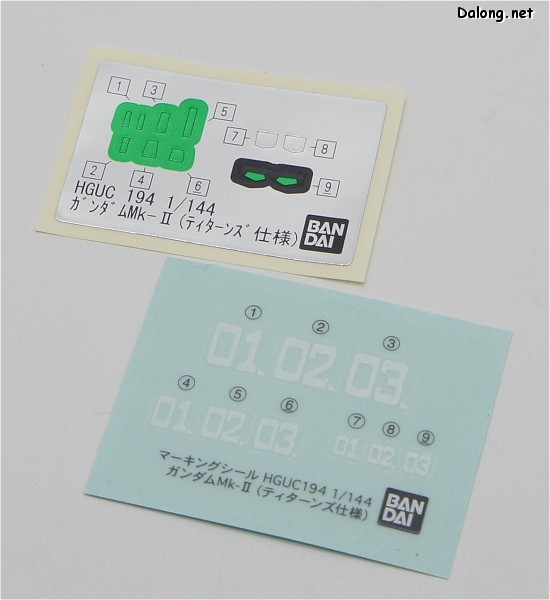 Dalong.net
1
3
5
7
8
2
4
6
9
HGUC 194 1/144
ガンダムMk-Ⅱ (ティターンズ仕様)
BAN
DAI
① ② ③
01. 02. 03.
④ ⑤ ⑥ ⑦ ⑧ ⑨
01. 02. 03. 01. 02. 03.
マーキングシール HGUC194 1/144
ガンダムMk-Ⅱ (ティターンズ仕様)
BAN
DAI